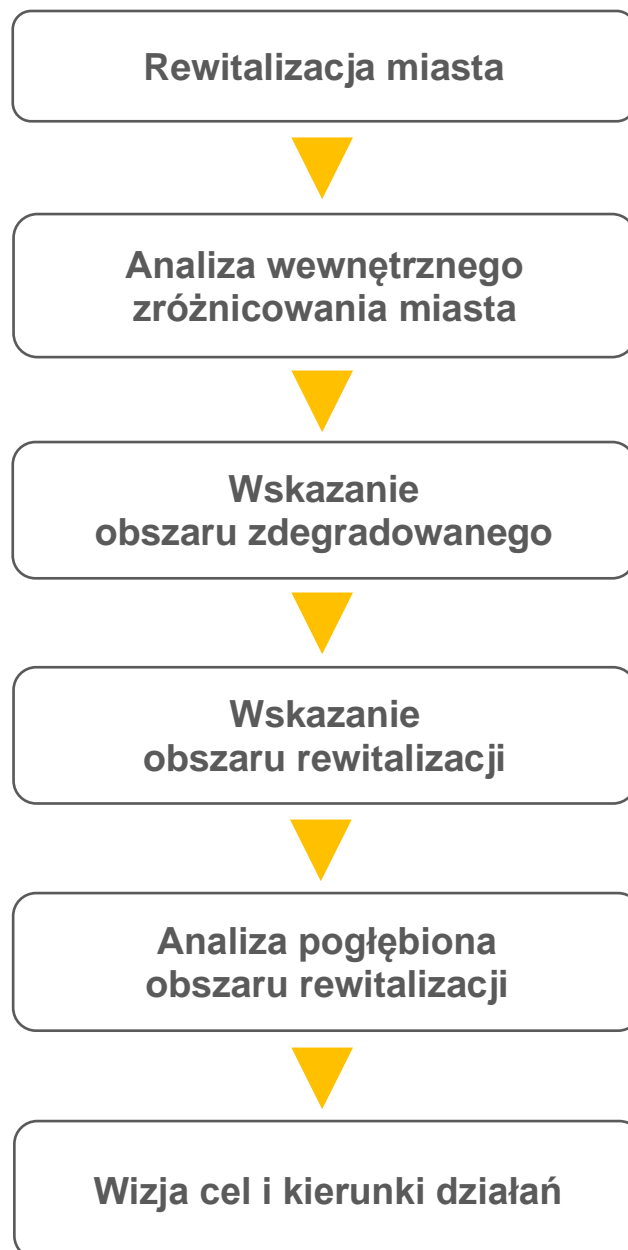 Rewitalizacja miasta
Analiza wewnętrznego
zróżnicowania miasta
Wskazanie
obszaru zdegradowanego
Wskazanie
obszaru rewitalizacji
Analiza pogłębiona
obszaru rewitalizacji
Wizja cel i kierunki działań